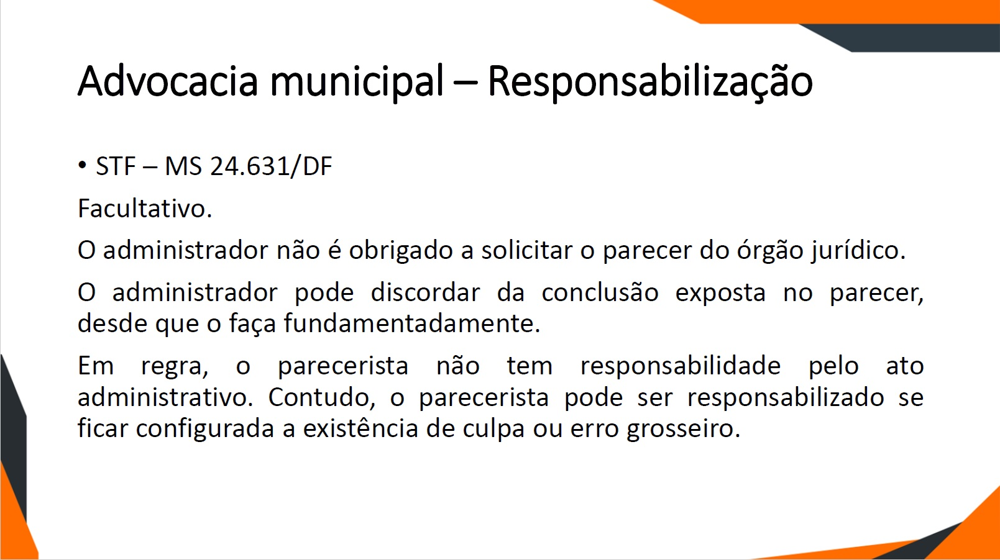 Advocacia municipal – Responsabilização
• STF – MS 24.631/DF
Facultativo.
O administrador não é obrigado a solicitar o parecer do órgão jurídico.
O administrador pode discordar da conclusão exposta no parecer,
desde que o faça fundamentadamente.
Em regra, o parecerista não tem responsabilidade pelo ato
administrativo. Contudo, o parecerista pode ser responsabilizado se
ficar configurada a existência de culpa ou erro grosseiro.